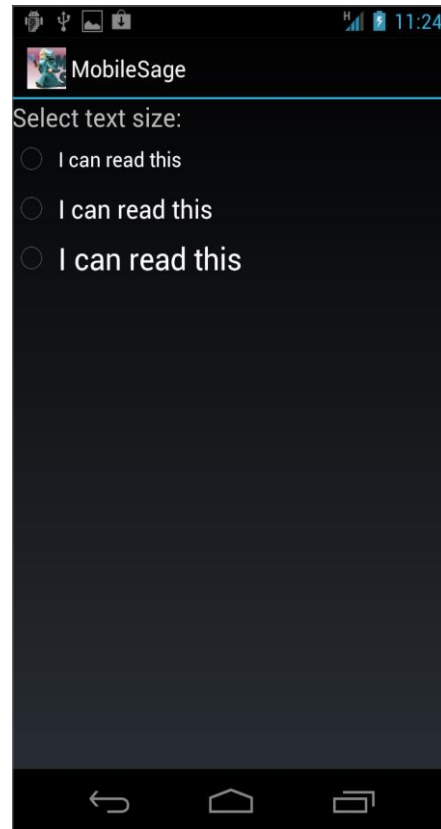 H 11:24
MobileSage
Select text size:
I can read this
I can read this
I can read this